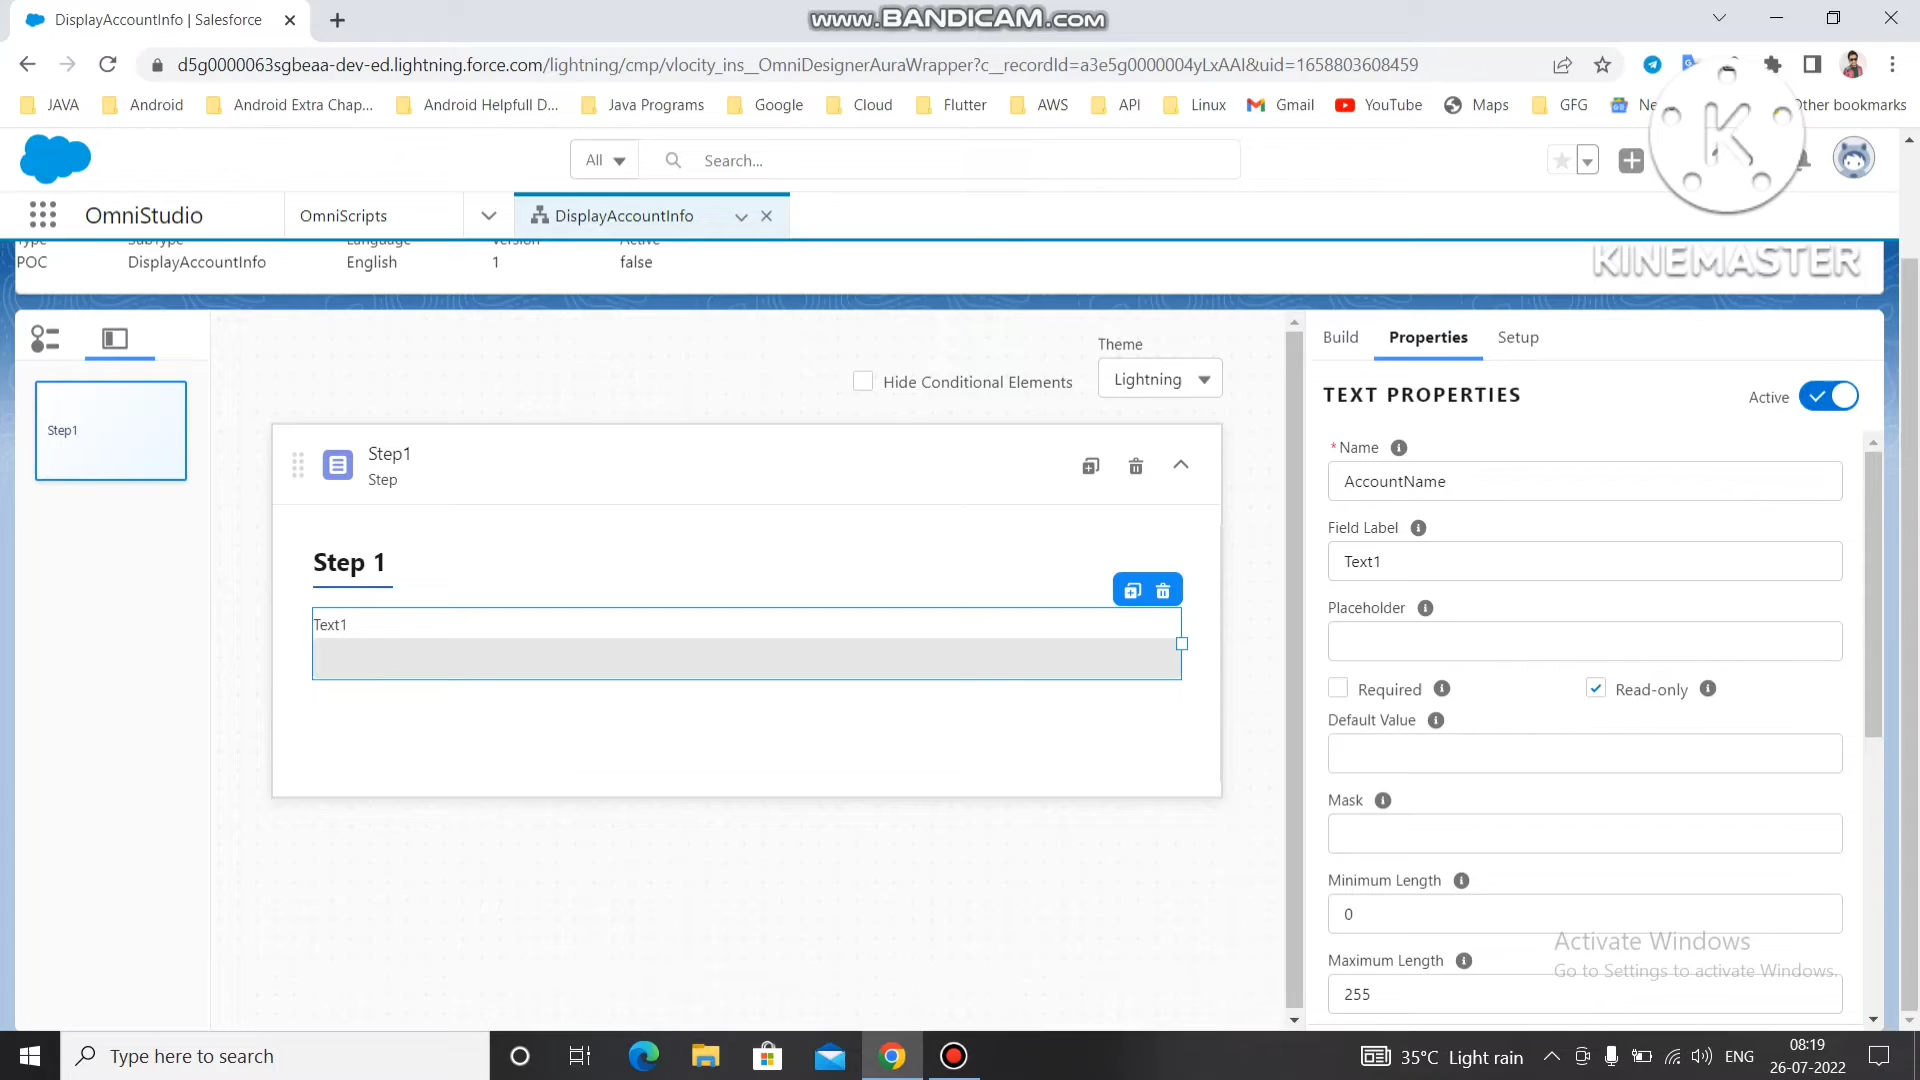 DisplayAccountInfo | Salesforce
www.BANDICAM.com
d5g0000063sgbeaa-dev-ed.lightning.force.com/lightning/cmp/vlocity_ins__OmniDesignerAuraWrapper?c__recordId=a3e5g0000004yLxAAI&uid=1658803608459
JAVA Android Android Extra Chap... Android Helpfull D... Java Programs Google Cloud Flutter AWS API Linux Gmail YouTube Maps GFG Other bookmarks
K
All Search...
OmniStudio OmniScripts DisplayAccountInfo
Type SubType Language Version Active
POC DisplayAccountInfo English 1 false
KINEMASTER
Build Properties Setup
Theme
Hide Conditional Elements Lightning
TEXT PROPERTIES Active
Step1
Step1
Step
*Name
AccountName
Field Label
Text1
Step 1
Text1
Placeholder
Required Read-only
Default Value
Mask
Minimum Length
0
Activate Windows
Go to Settings to activate Windows.
Maximum Length
255
Type here to search
35°C Light rain ENG 08:19
26-07-2022